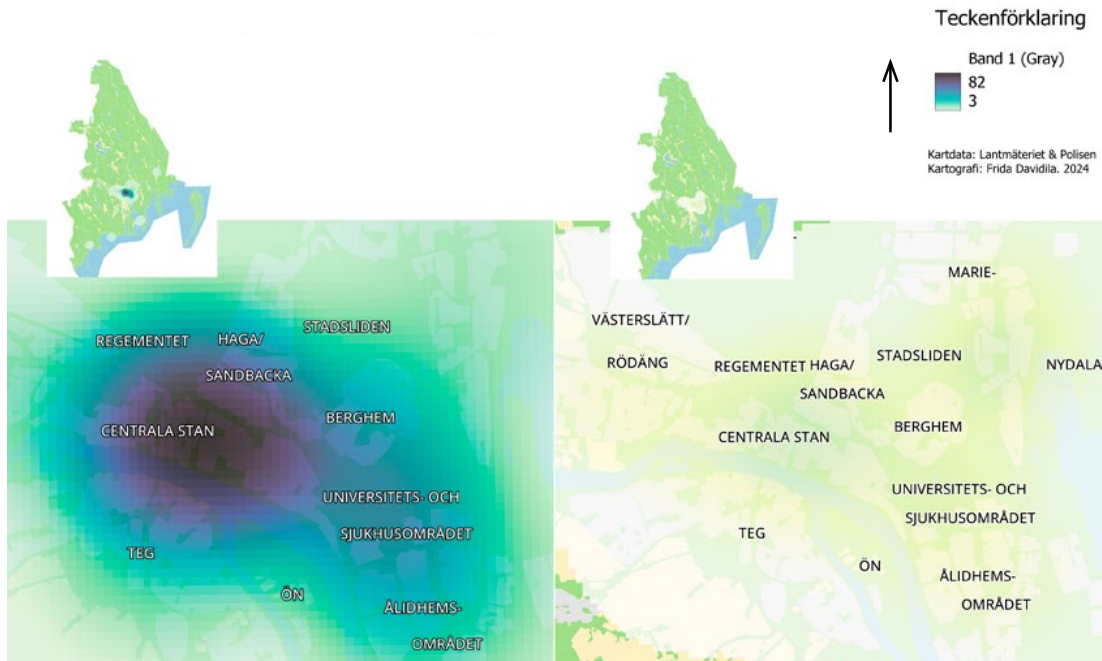 Teckenförklaring
Band 1 (Gray)
82
3
Kartdata: Lantmäteriet & Polisen
Kartografi: Frida Davidila. 2024
REGEMENTET
HAGA/
SANDBACKA
STADSLIDEN
CENTRALA STAN
BERGHEM
UNIVERSITETS- OCH
SJUKHUSOMRÅDET
TEG
ÖN
ÅLIDHEMS-
OMRÅDET
MARIE-
VÄSTERSLÄTT/
RÖDÄNG
REGEMENTET
HAGA/
SANDBACKA
STADSLIDEN
NYDALA
CENTRALA STAN
BERGHEM
UNIVERSITETS- OCH
SJUKHUSOMRÅDET
TEG
ÖN
ÅLIDHEMS-
OMRÅDET